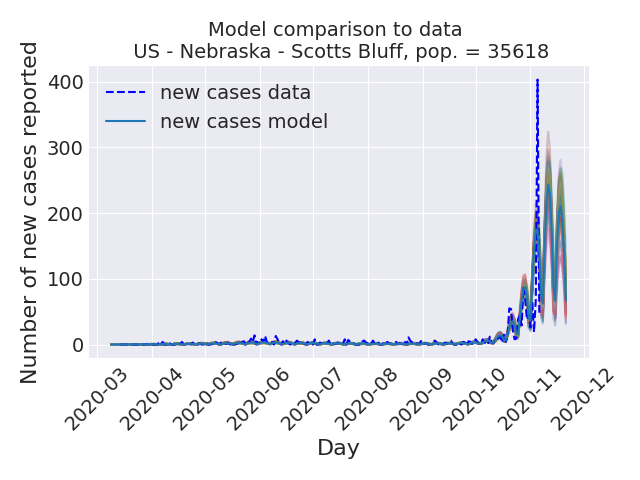 Model comparison to data
US - Nebraska - Scotts Bluff, pop. = 35618
Number of new cases reported
400
300
200
100
0
new cases data
new cases model
2020-03
2020-04
2020-05
2020-06
2020-07
2020-08
2020-09
2020-10
2020-11
2020-12
Day